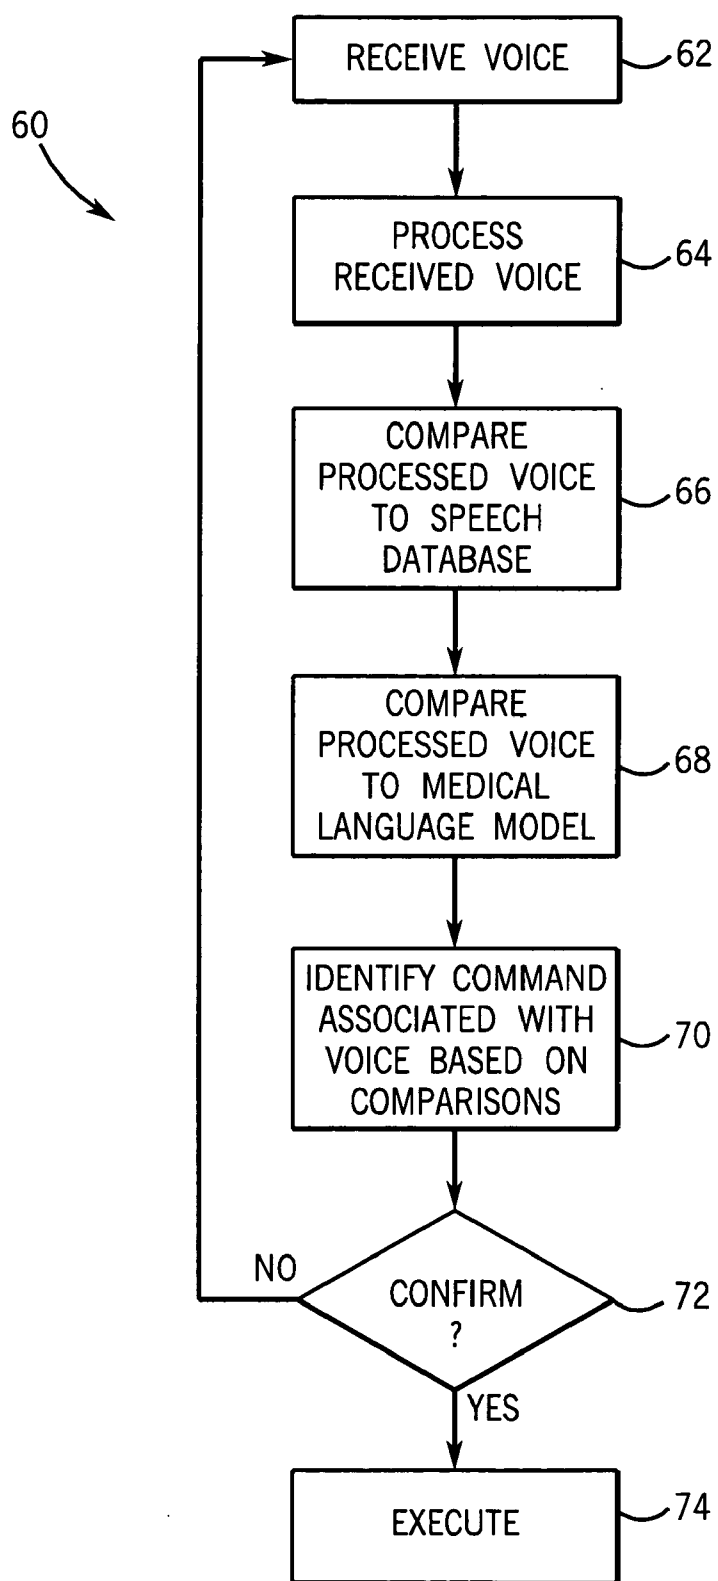 RECEIVE VOICE
62
60
PROCESS
RECEIVED VOICE
64
COMPARE
PROCESSED VOICE
TO SPEECH
DATABASE
66
COMPARE
PROCESSED VOICE
TO MEDICAL
LANGUAGE MODEL
68
IDENTIFY COMMAND
ASSOCIATED WITH
VOICE BASED ON
COMPARISONS
70
NO
CONFIRM
?
72
YES
EXECUTE
74